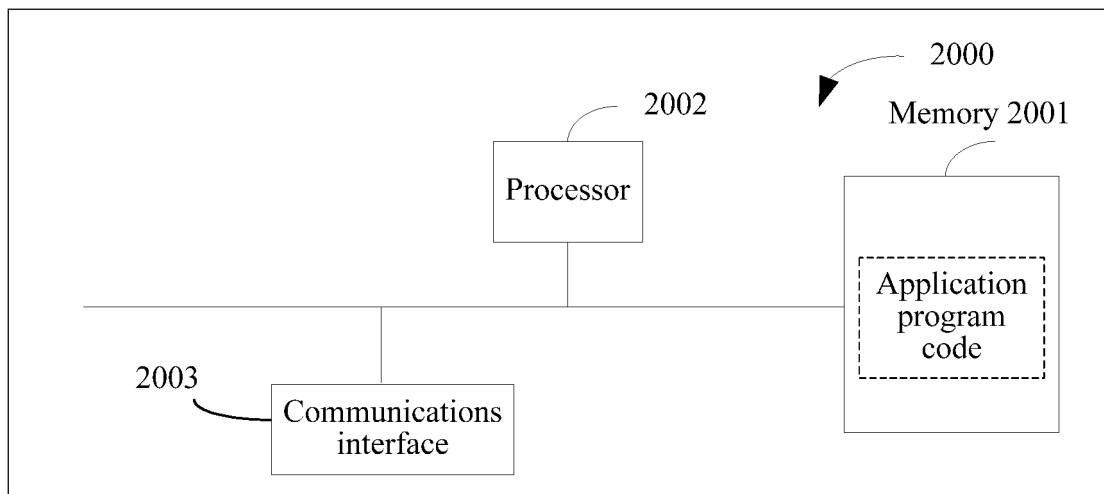 2000
2002
Memory 2001
Processor
Application
program
code
2003
Communications
interface